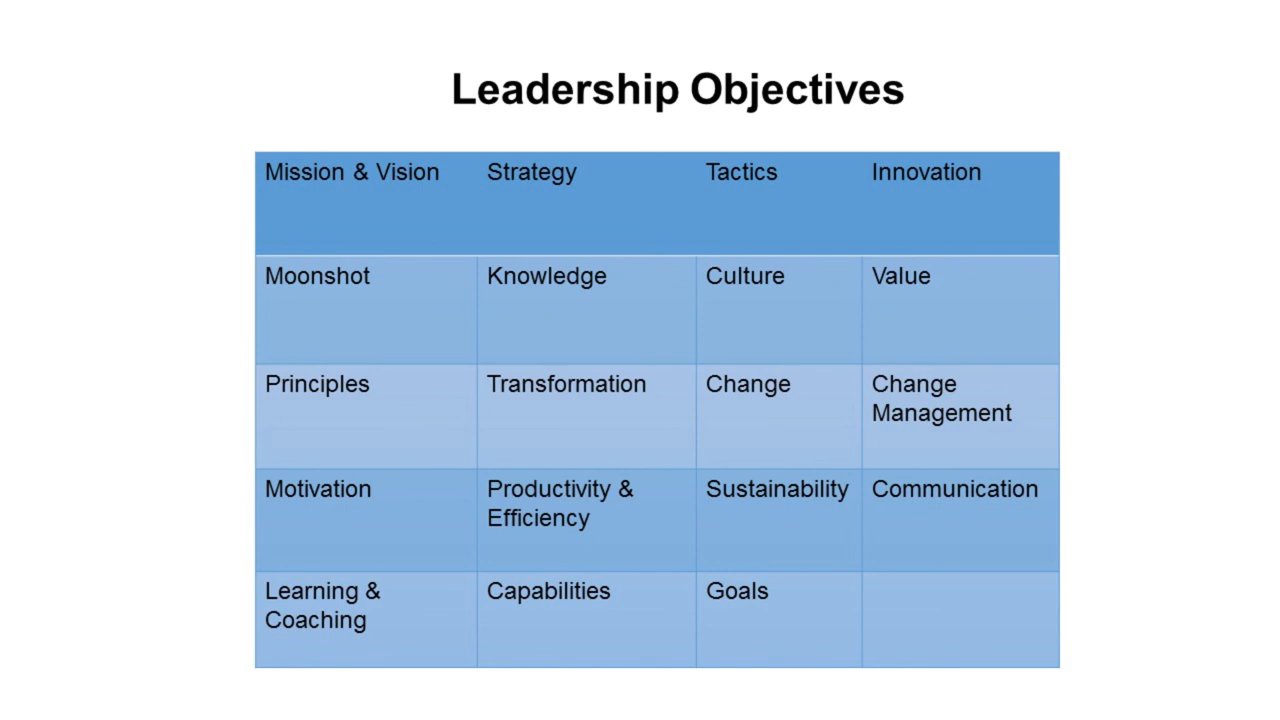 Leadership Objectives
Mission & Vision Strategy Tactics Innovation
Moonshot Knowledge Culture Value
Principles Transformation Change Change
Management
Motivation Productivity & Sustainability Communication
Efficiency
Learning & Capabilities Goals
Coaching